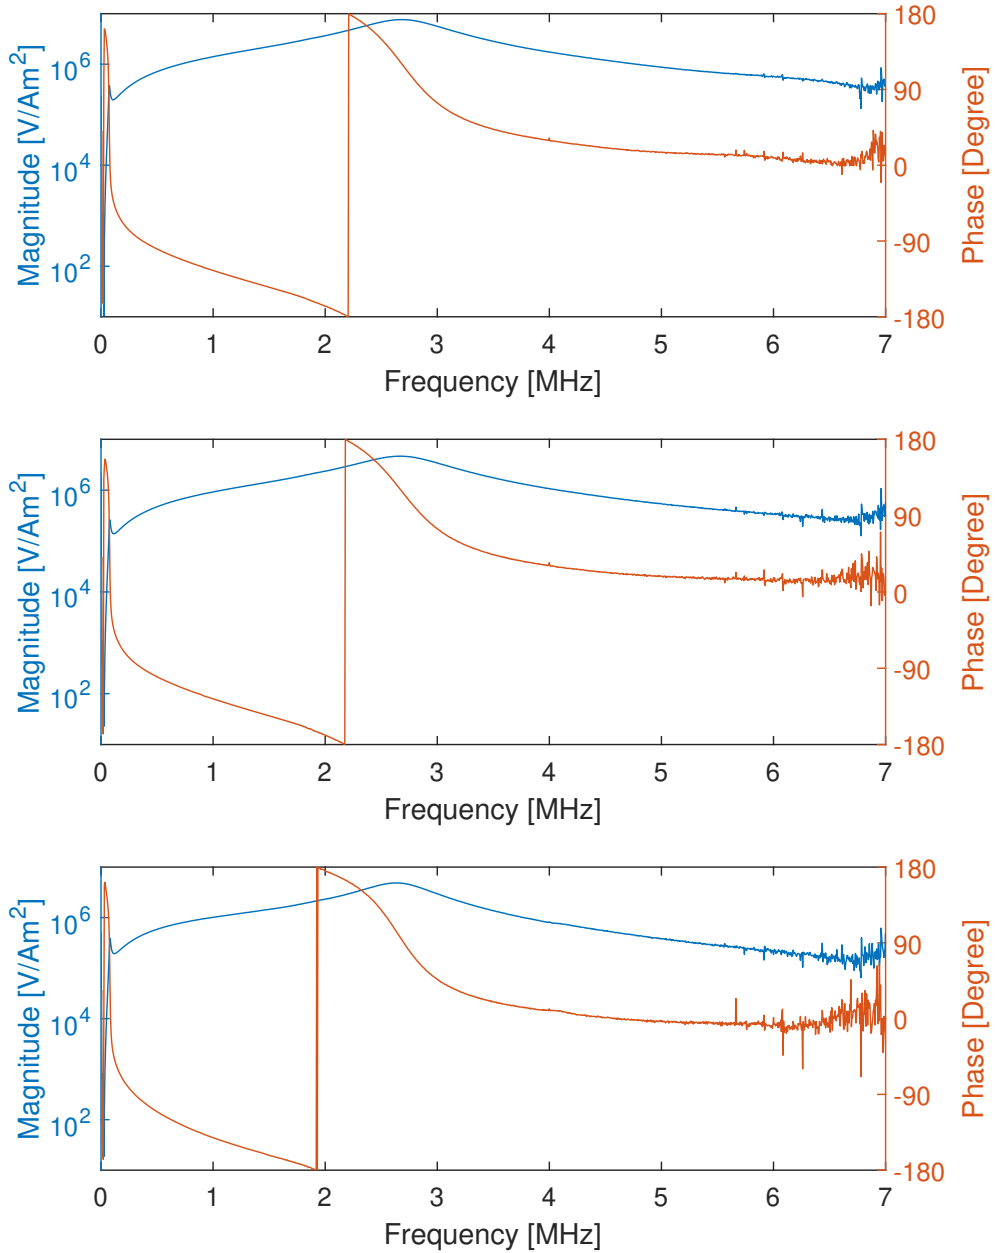 180
10^6
90
10^4
0
10^2
-90
-180
Magnitude [V/Am^2]
Phase [Degree]
0 1 2 3 4 5 6 7
Frequency [MHz]
180
10^6
90
10^4
0
10^2
-90
-180
Magnitude [V/Am^2]
Phase [Degree]
0 1 2 3 4 5 6 7
Frequency [MHz]
180
10^6
90
10^4
0
10^2
-90
-180
Magnitude [V/Am^2]
Phase [Degree]
0 1 2 3 4 5 6 7
Frequency [MHz]